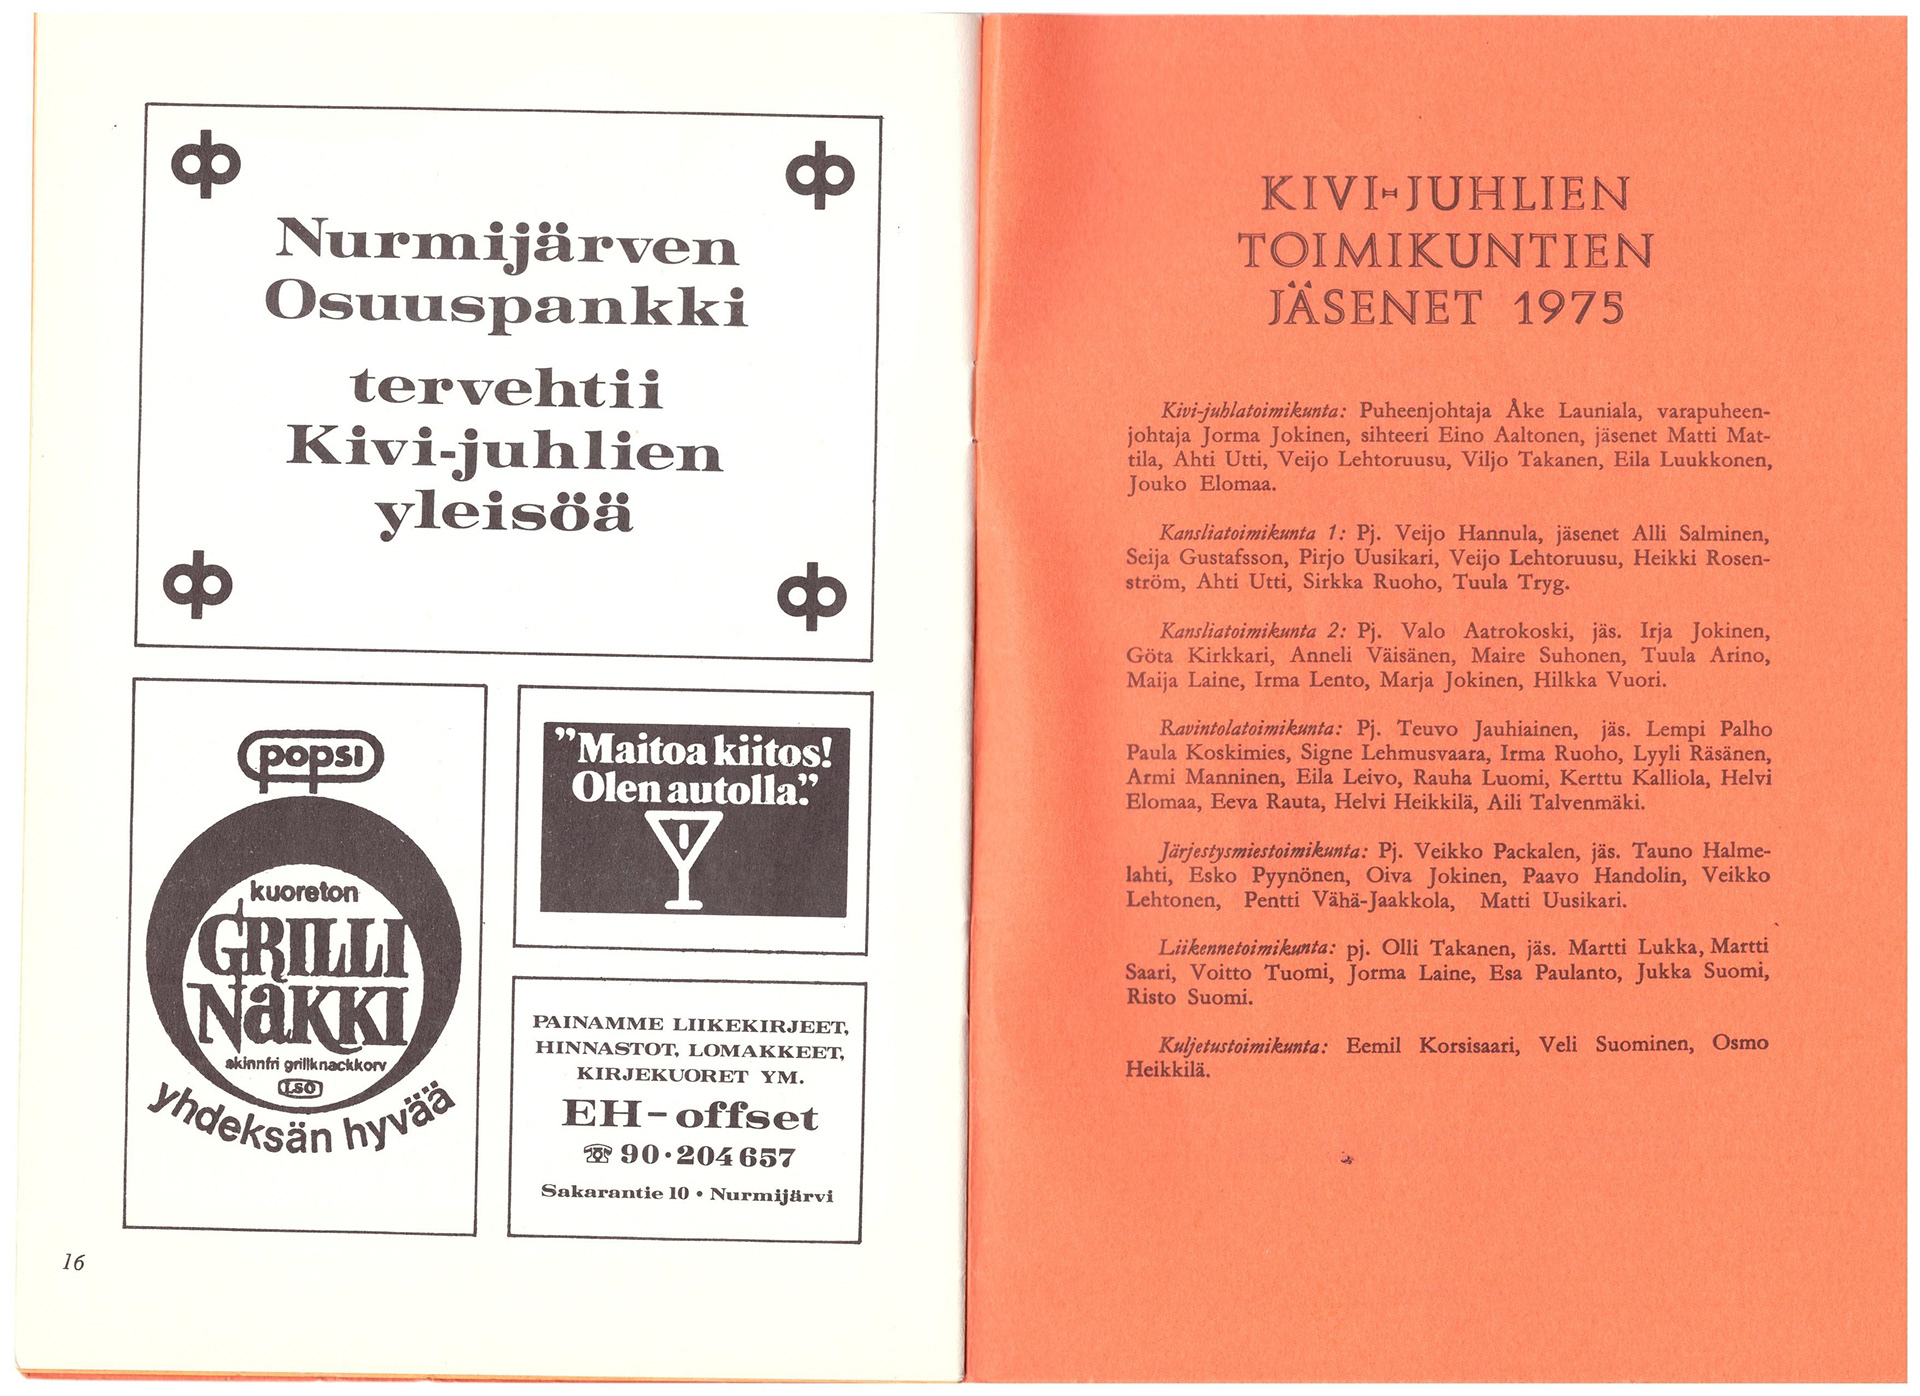 Nurmijärven
Osuuspankki
tervehtii
Kivi-juhlien
yleisöä
popsi
kuoreton
GRILLI
NAKKI
skinnfri grillknackkorv
LSO
yhdeksän hyvää
"Maitoa kiitos!
Olen autolla."
PAINAMME LIIKEKIRJEET,
HINNASTOT, LOMAKKEET,
KIRJEKUORET YM.
EH-offset
☏ 90·204 657
Sakarantie 10 • Nurmijärvi
16
KIVI-JUHLIEN
TOIMIKUNTIEN
JÄSENET 1975
Kivi-juhlatoimikunta: Puheenjohtaja Åke Launiala, varapuheen-
johtaja Jorma Jokinen, sihteeri Eino Aaltonen, jäsenet Matti Mat-
tila, Ahti Utti, Veijo Lehtoruusu, Viljo Takanen, Eila Luukkonen,
Jouko Elomaa.
Kansliatoimikunta 1: Pj. Veijo Hannula, jäsenet Alli Salminen,
Seija Gustafsson, Pirjo Uusikari, Veijo Lehtoruusu, Heikki Rosen-
ström, Ahti Utti, Sirkka Ruoho, Tuula Tryg.
Kansliatoimikunta 2: Pj. Valo Aatrokoski, jäs. Irja Jokinen,
Göta Kirkkari, Anneli Väisänen, Maire Suhonen, Tuula Arino,
Maija Laine, Irma Lento, Marja Jokinen, Hilkka Vuori.
Ravintolatoimikunta: Pj. Teuvo Jauhiainen, jäs. Lempi Palho
Paula Koskimies, Signe Lehmusvaara, Irma Ruoho, Lyyli Räsänen,
Armi Manninen, Eila Leivo, Rauha Luomi, Kerttu Kalliola, Helvi
Elomaa, Eeva Rauta, Helvi Heikkilä, Aili Talvenmäki.
Järjestysmiestoimikunta: Pj. Veikko Packalen, jäs. Tauno Halme-
lahti, Esko Pyynönen, Oiva Jokinen, Paavo Handolin, Veikko
Lehtonen, Pentti Vähä-Jaakkola, Matti Uusikari.
Liikennetoimikunta: pj. Olli Takanen, jäs. Martti Lukka, Martti
Saari, Voitto Tuomi, Jorma Laine, Esa Paulanto, Jukka Suomi,
Risto Suomi.
Kuljetustoimikunta: Eemil Korsisaari, Veli Suominen, Osmo
Heikkilä.